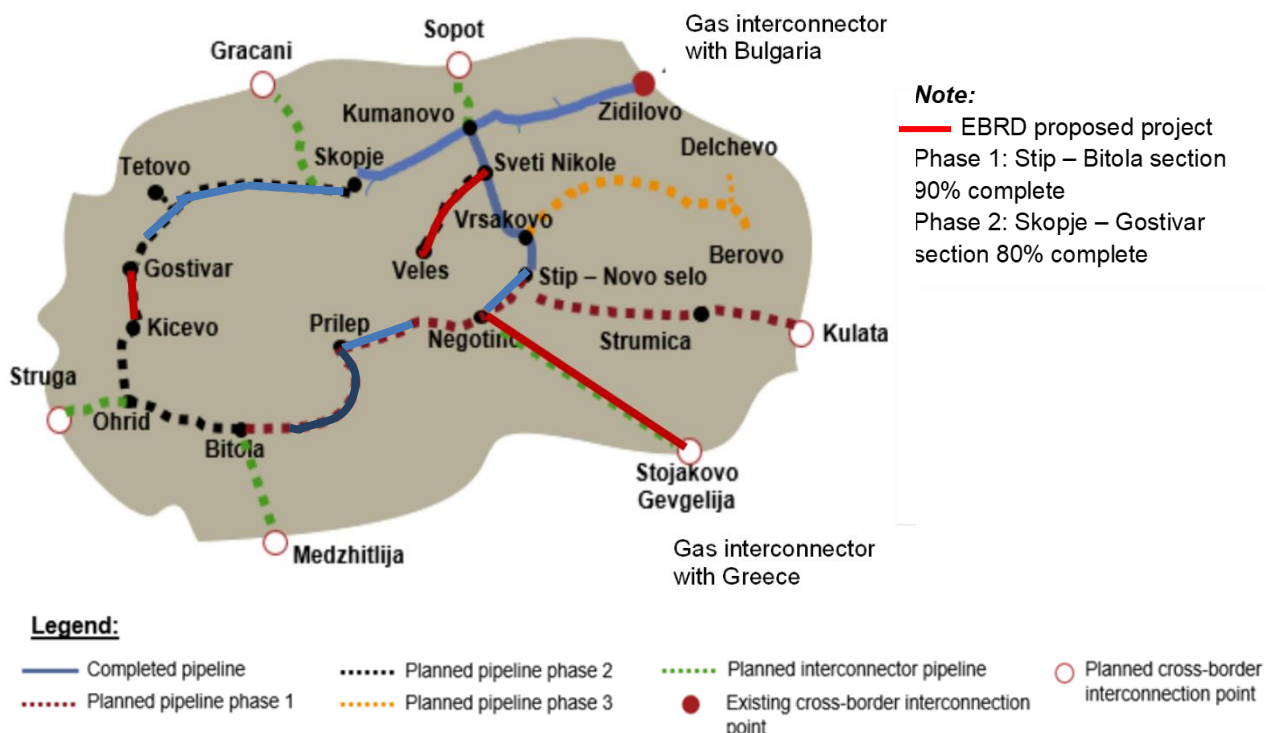 Sopot
Gas interconnector
with Bulgaria
Gracani
Kumanovo
Zidilovo
Note:
EBRD proposed project
Phase 1: Stip – Bitola section
90% complete
Phase 2: Skopje – Gostivar
section 80% complete
Delchevo
Tetovo
Skopje
Sveti Nikole
Vrsakovo
Berovo
Gostivar
Veles
Stip – Novo selo
Kicevo
Prilep
Negotino
Strumica
Kulata
Struga
Ohrid
Bitola
Stojakovo
Gevgelija
Medzhitlija
Gas interconnector
with Greece
Legend:
Completed pipeline
Planned pipeline phase 1
Planned pipeline phase 2
Planned pipeline phase 3
Planned interconnector pipeline
Existing cross-border interconnection
point
Planned cross-border
interconnection point